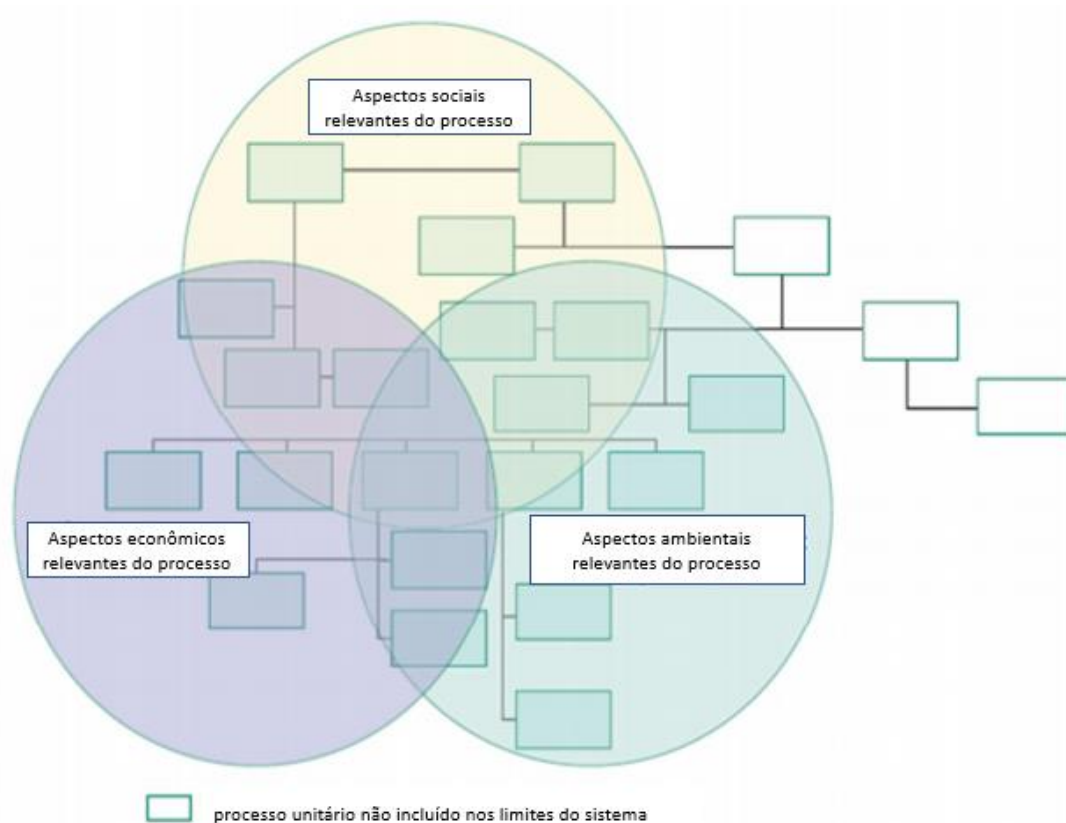 Aspectos sociais
relevantes do processo
Aspectos econômicos
relevantes do processo
Aspectos ambientais
relevantes do processo
processo unitário não incluído nos limites do sistema